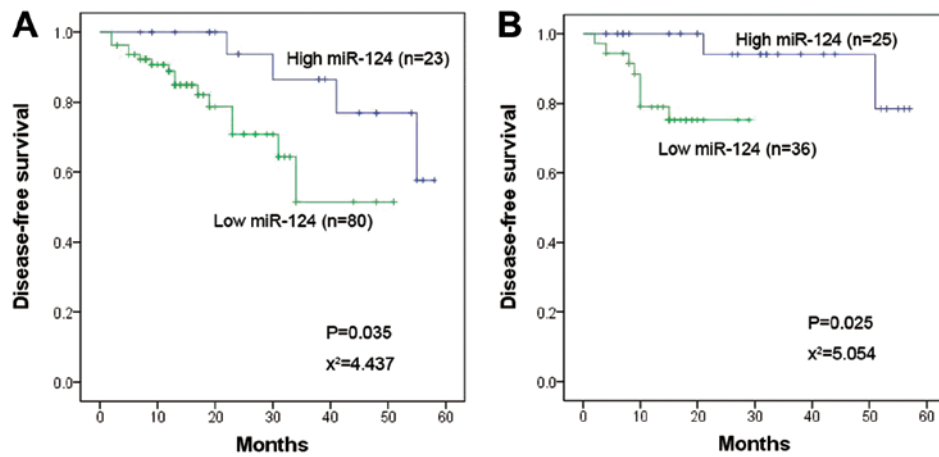 A
Disease-free survival
1.0
0.8
0.6
0.4
0.2
0.0
High miR-124 (n=23)
Low miR-124 (n=80)
P=0.035
x²=4.437
0 10 20 30 40 50 60
Months
B
Disease-free survival
1.0
0.8
0.6
0.4
0.2
0.0
High miR-124 (n=25)
Low miR-124 (n=36)
P=0.025
x²=5.054
0 10 20 30 40 50 60
Months